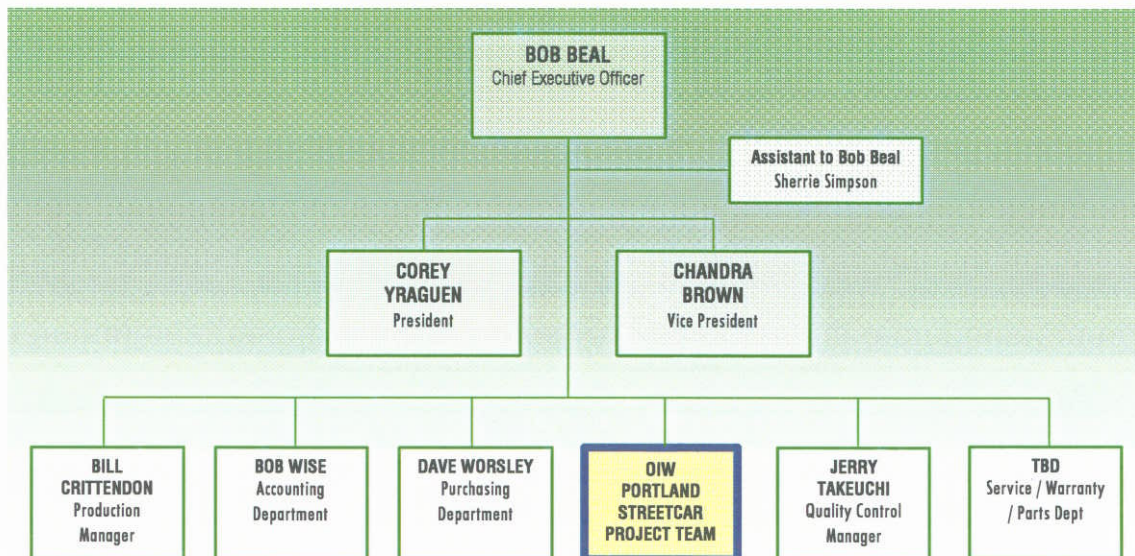 BOB BEAL
Chief Executive Officer
Assistant to Bob Beal
Sherrie Simpson
COREY
YRAGUEN
President
CHANDRA
BROWN
Vice President
BILL
CRITTENDON
Production
Manager
BOB WISE
Accounting
Department
DAVE WORSLEY
Purchasing
Department
OIW
PORTLAND
STREETCAR
PROJECT TEAM
JERRY
TAKEUCHI
Quality Control
Manager
TBD
Service / Warranty
/ Parts Dept